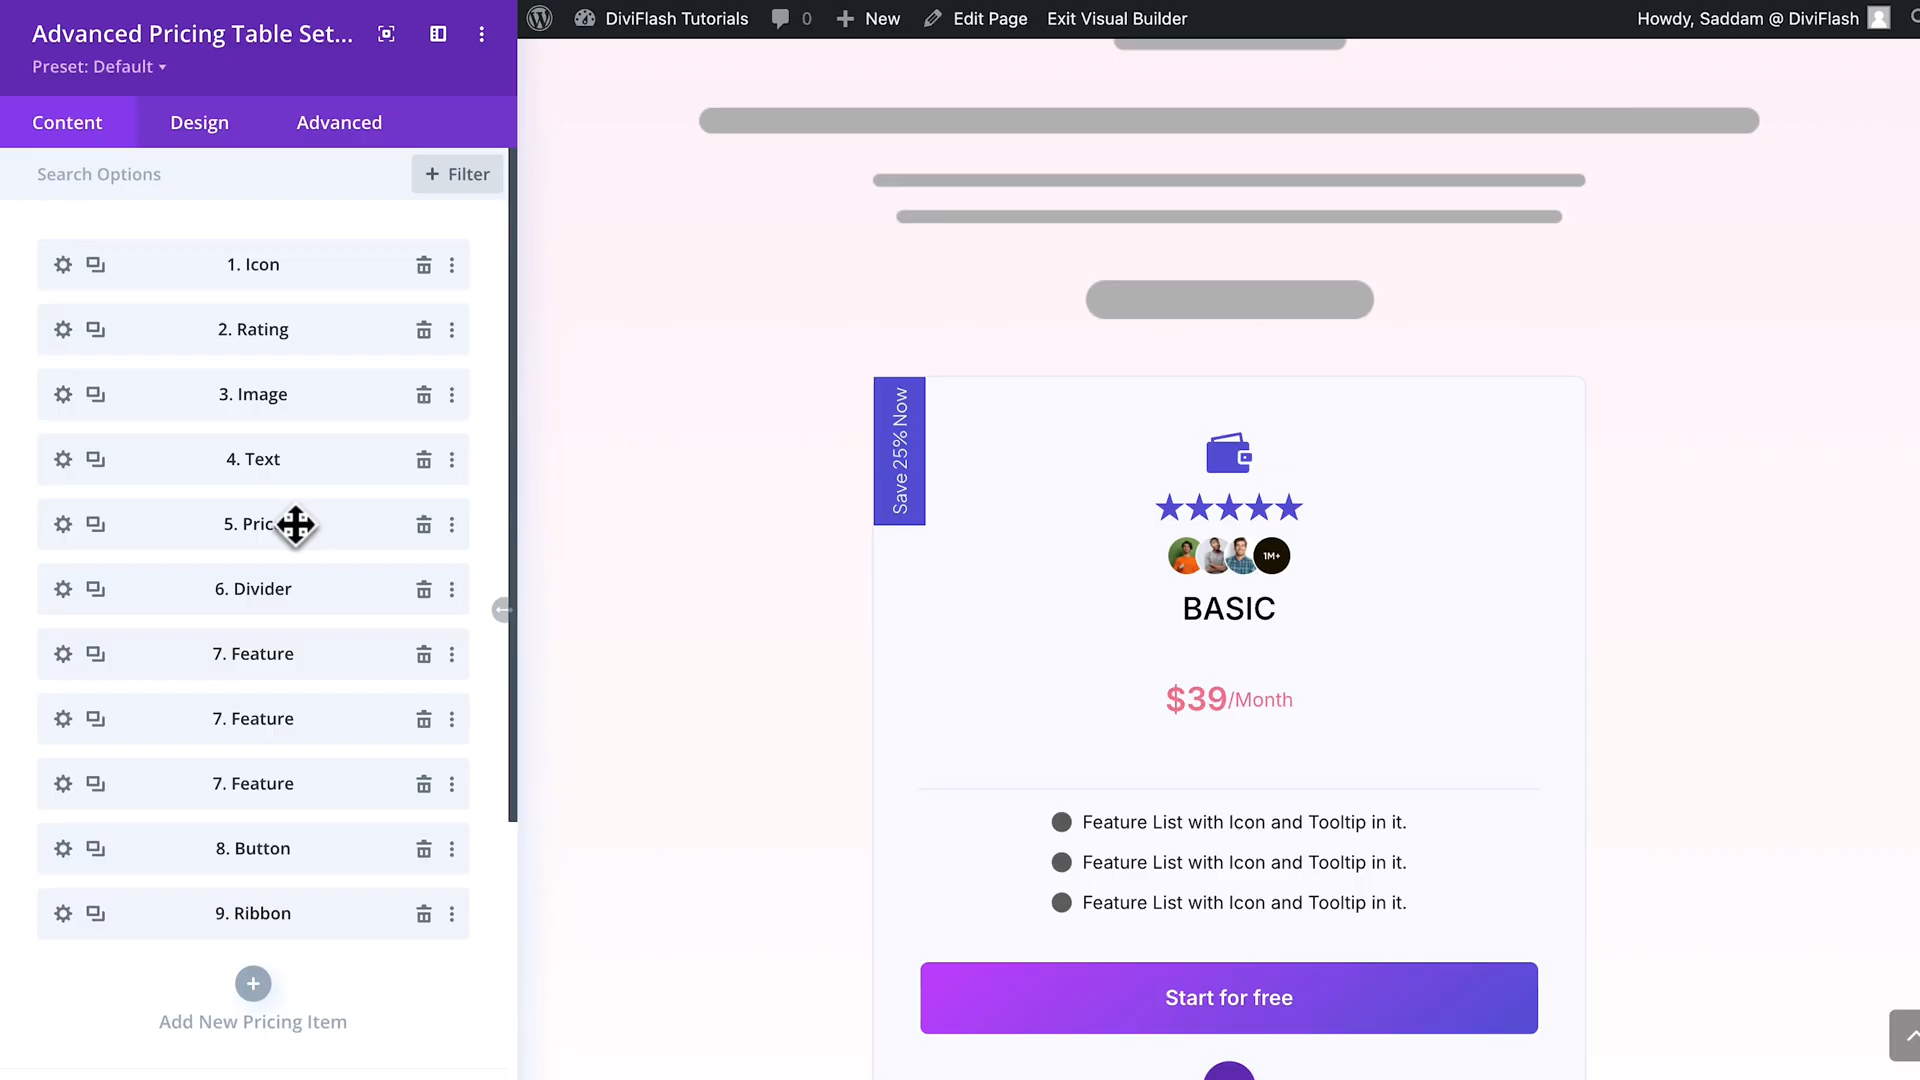 Advanced Pricing Table Set...
Preset: Default
Content
Design
Advanced
Search Options
+ Filter
1. Icon
2. Rating
3. Image
4. Text
5. Pric
6. Divider
7. Feature
7. Feature
7. Feature
8. Button
9. Ribbon
Add New Pricing Item
DiviFlash Tutorials
0
New
Edit Page
Exit Visual Builder
Howdy, Saddam @ DiviFlash
Save 25% Now
1M+
BASIC
$39/Month
Feature List with Icon and Tooltip in it.
Feature List with Icon and Tooltip in it.
Feature List with Icon and Tooltip in it.
Start for free